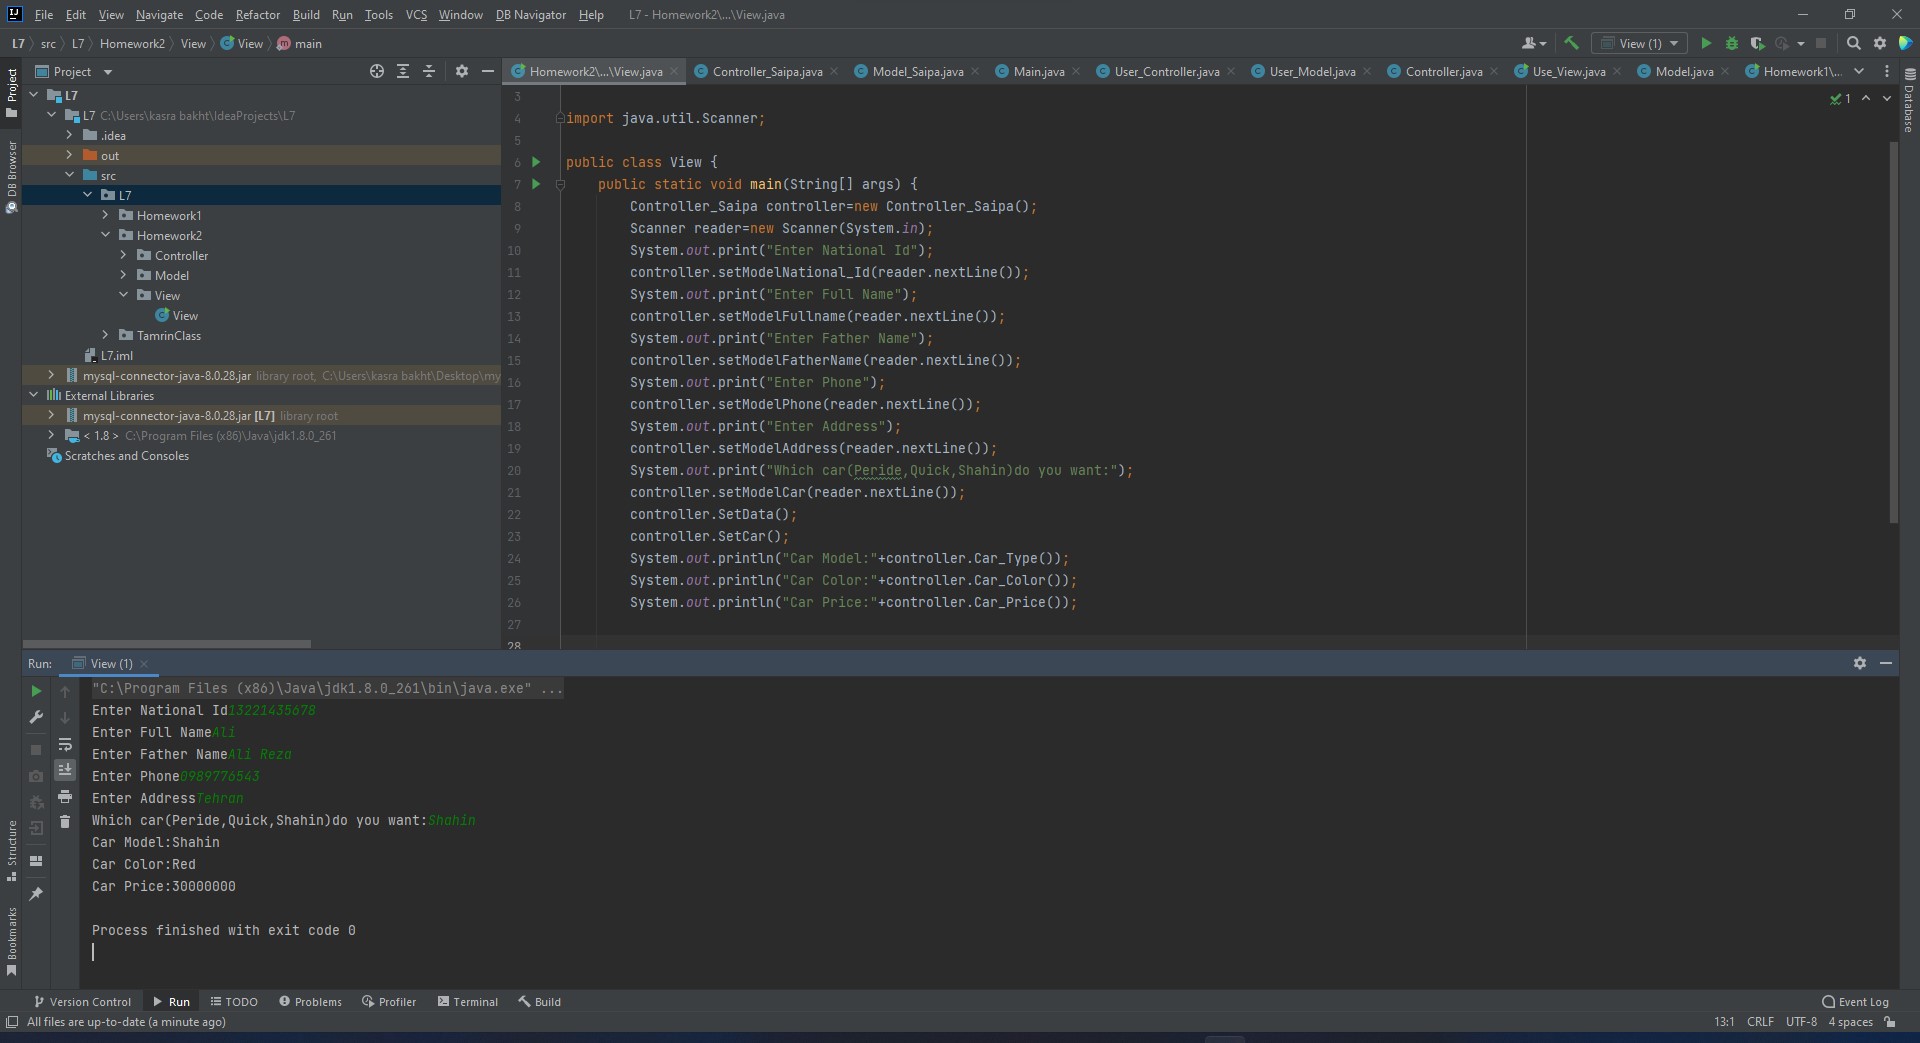 File Edit View Navigate Code Refactor Build Run Tools VCS Window DB Navigator Help L7 - Homework2\...\View.java
L7 src L7 Homework2 View View main View (1)
Project
Homework2\...\View.java Controller_Saipa.java Model_Saipa.java Main.java User_Controller.java User_Model.java Controller.java Use_View.java Model.java Homework1\...
Project
DB Browser
Structure
Bookmarks
Database
L7
L7 C:\Users\kasra bakht\IdeaProjects\L7
.idea
out
src
L7
Homework1
Homework2
Controller
Model
View
View
TamrinClass
L7.iml
mysql-connector-java-8.0.28.jar library root, C:\Users\kasra bakht\Desktop\my
External Libraries
mysql-connector-java-8.0.28.jar [L7] library root
< 1.8 > C:\Program Files (x86)\Java\jdk1.8.0_261
Scratches and Consoles
1
3
4 import java.util.Scanner;
5
6 public class View {
7 public static void main(String[] args) {
8 Controller_Saipa controller=new Controller_Saipa();
9 Scanner reader=new Scanner(System.in);
10 System.out.print("Enter National Id");
11 controller.setModelNational_Id(reader.nextLine());
12 System.out.print("Enter Full Name");
13 controller.setModelFullname(reader.nextLine());
14 System.out.print("Enter Father Name");
15 controller.setModelFatherName(reader.nextLine());
16 System.out.print("Enter Phone");
17 controller.setModelPhone(reader.nextLine());
18 System.out.print("Enter Address");
19 controller.setModelAddress(reader.nextLine());
20 System.out.print("Which car(Peride,Quick,Shahin)do you want:");
21 controller.setModelCar(reader.nextLine());
22 controller.SetData();
23 controller.SetCar();
24 System.out.println("Car Model:"+controller.Car_Type());
25 System.out.println("Car Color:"+controller.Car_Color());
26 System.out.println("Car Price:"+controller.Car_Price());
27
28
Run: View (1)
"C:\Program Files (x86)\Java\jdk1.8.0_261\bin\java.exe" ...
Enter National Id13221435678
Enter Full NameAli
Enter Father NameAli Reza
Enter Phone0989776543
Enter AddressTehran
Which car(Peride,Quick,Shahin)do you want:Shahin
Car Model:Shahin
Car Color:Red
Car Price:30000000
Process finished with exit code 0
Version Control Run TODO Problems Profiler Terminal Build Event Log
All files are up-to-date (a minute ago) 13:1 CRLF UTF-8 4 spaces